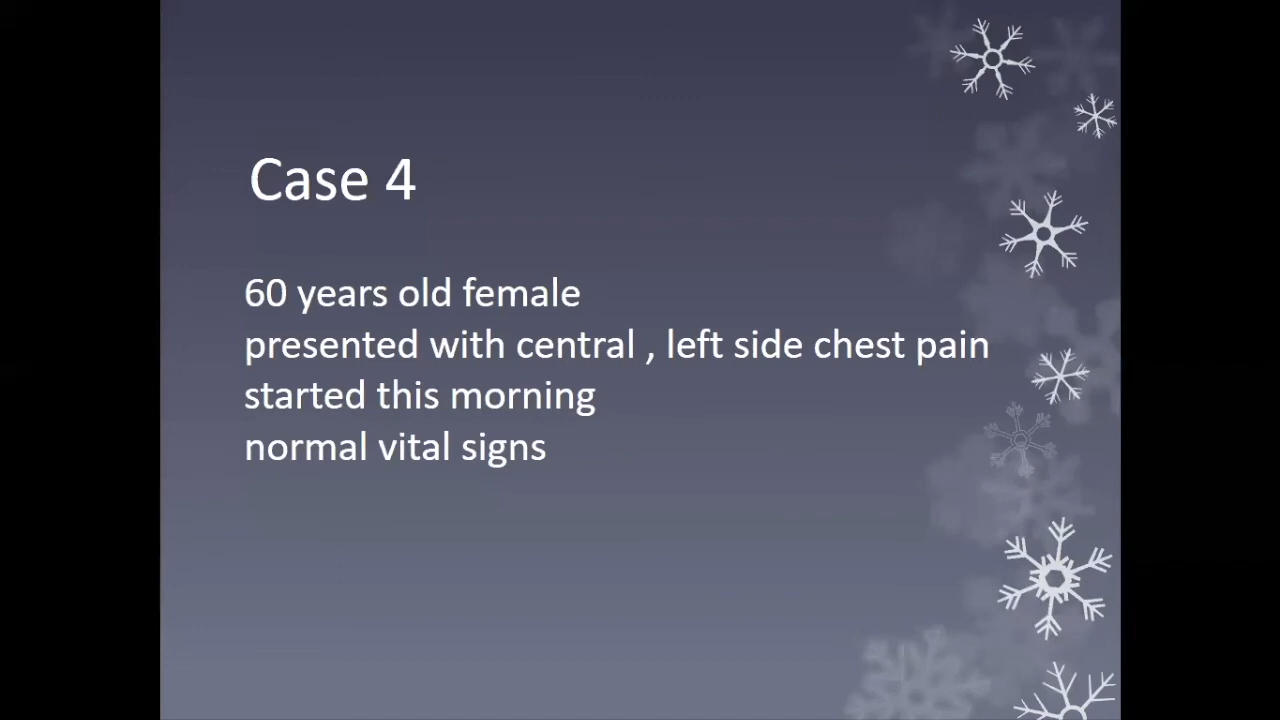 Case 4
60 years old female
presented with central , left side chest pain
started this morning
normal vital signs